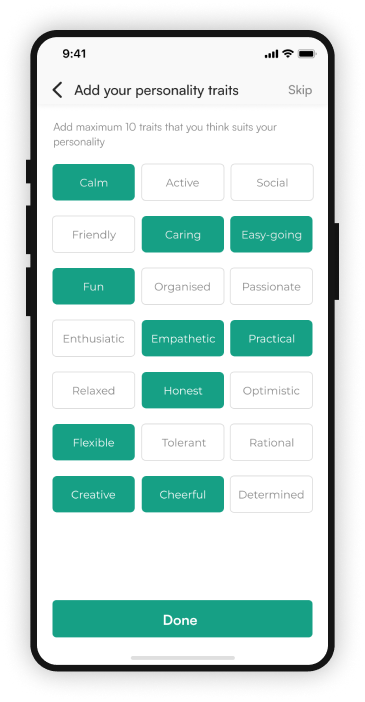 9:41
Add your personality traits Skip
Add maximum 10 traits that you think suits your
personality
Calm Active Social
Friendly Caring Easy-going
Fun Organised Passionate
Enthusiatic Empathetic Practical
Relaxed Honest Optimistic
Flexible Tolerant Rational
Creative Cheerful Determined
Done